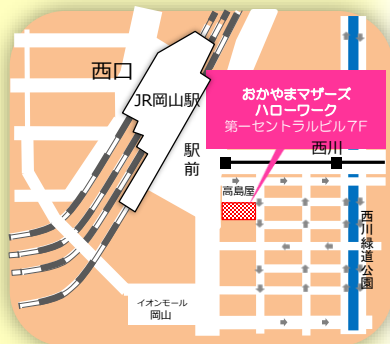 西口
JR岡山駅
おかやまマザーズ
ハローワーク
第一セントラルビル7F
西川
駅前
高島屋
西川緑道公園
イオンモール
岡山